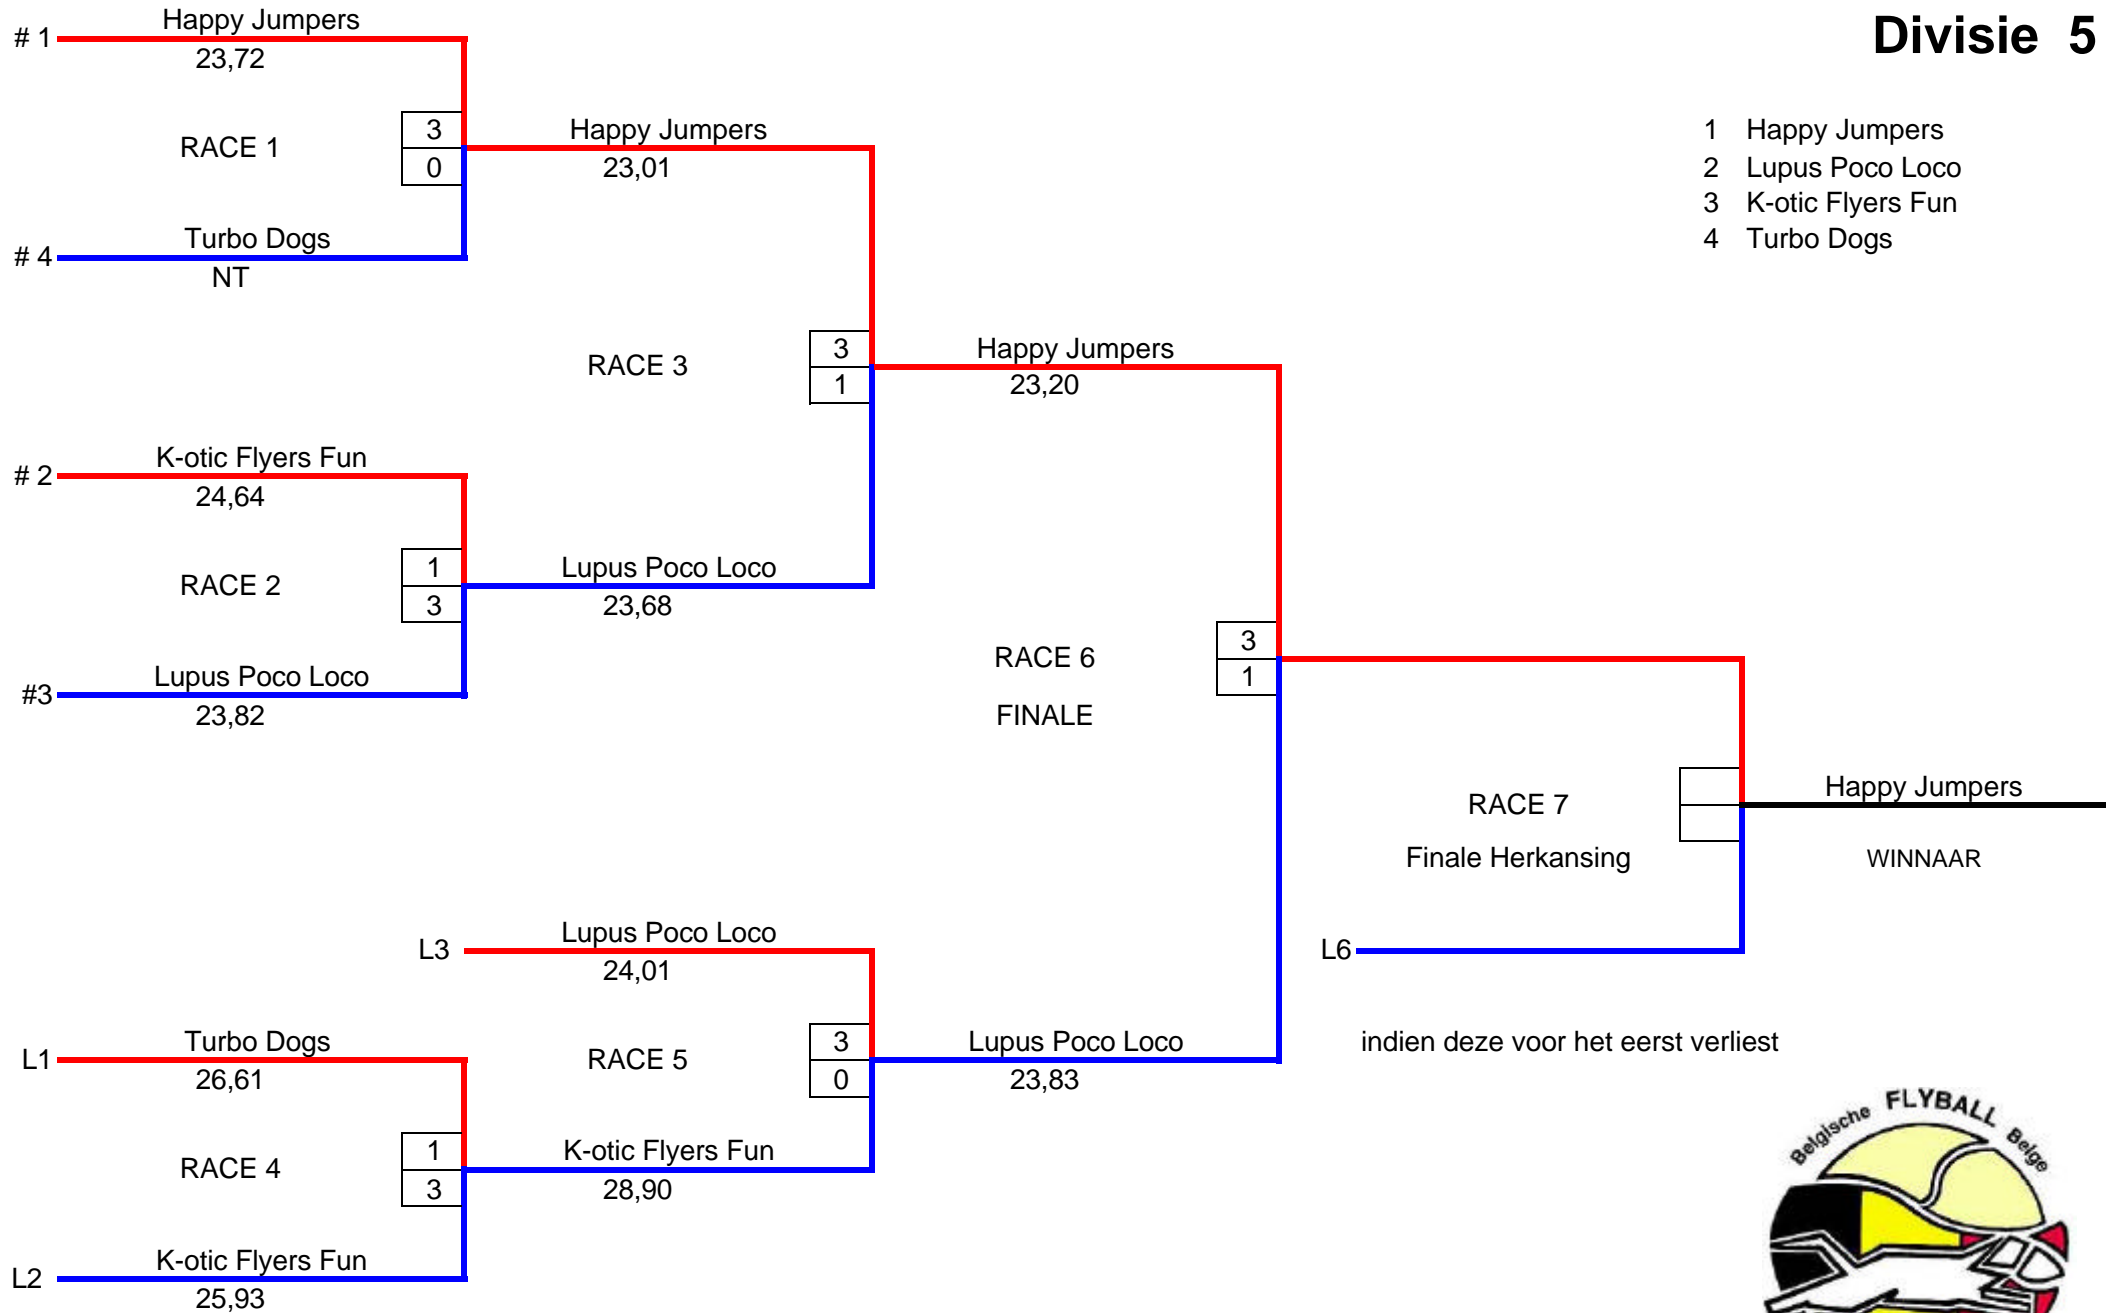 Divisie 5
Happy Jumpers
# 1
23,72
RACE 1
3
0
Turbo Dogs
# 4
NT
Happy Jumpers
23,01
1 Happy Jumpers
2 Lupus Poco Loco
3 K-otic Flyers Fun
4 Turbo Dogs
RACE 3
3
1
Happy Jumpers
23,20
K-otic Flyers Fun
# 2
24,64
RACE 2
1
3
Lupus Poco Loco
23,68
Lupus Poco Loco
#3
23,82
RACE 6
3
1
FINALE
RACE 7
Finale Herkansing
Happy Jumpers
WINNAAR
L3
Lupus Poco Loco
24,01
L6
indien deze voor het eerst verliest
RACE 5
3
0
Lupus Poco Loco
23,83
Turbo Dogs
L1
26,61
RACE 4
1
3
K-otic Flyers Fun
28,90
K-otic Flyers Fun
L2
25,93
Belgische FLYBALL Belge